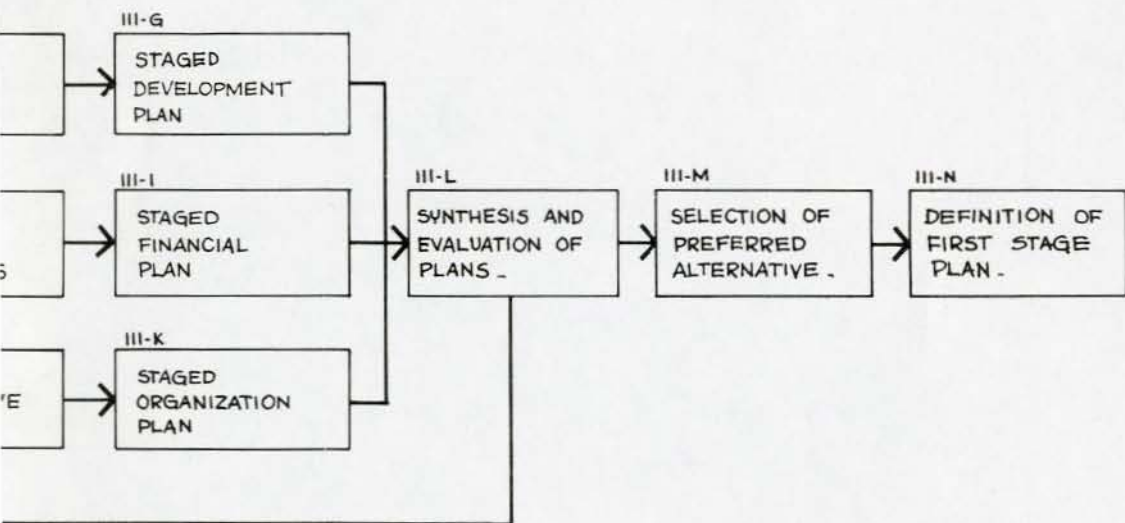 III-G
STAGED
DEVELOPMENT
PLAN
III-I
STAGED
FINANCIAL
PLAN
S
III-K
STAGED
ORGANIZATION
PLAN
'E
III-L
SYNTHESIS AND
EVALUATION OF
PLANS -
III-M
SELECTION OF
PREFERRED
ALTERNATIVE -
III-N
DEFINITION OF
FIRST STAGE
PLAN -